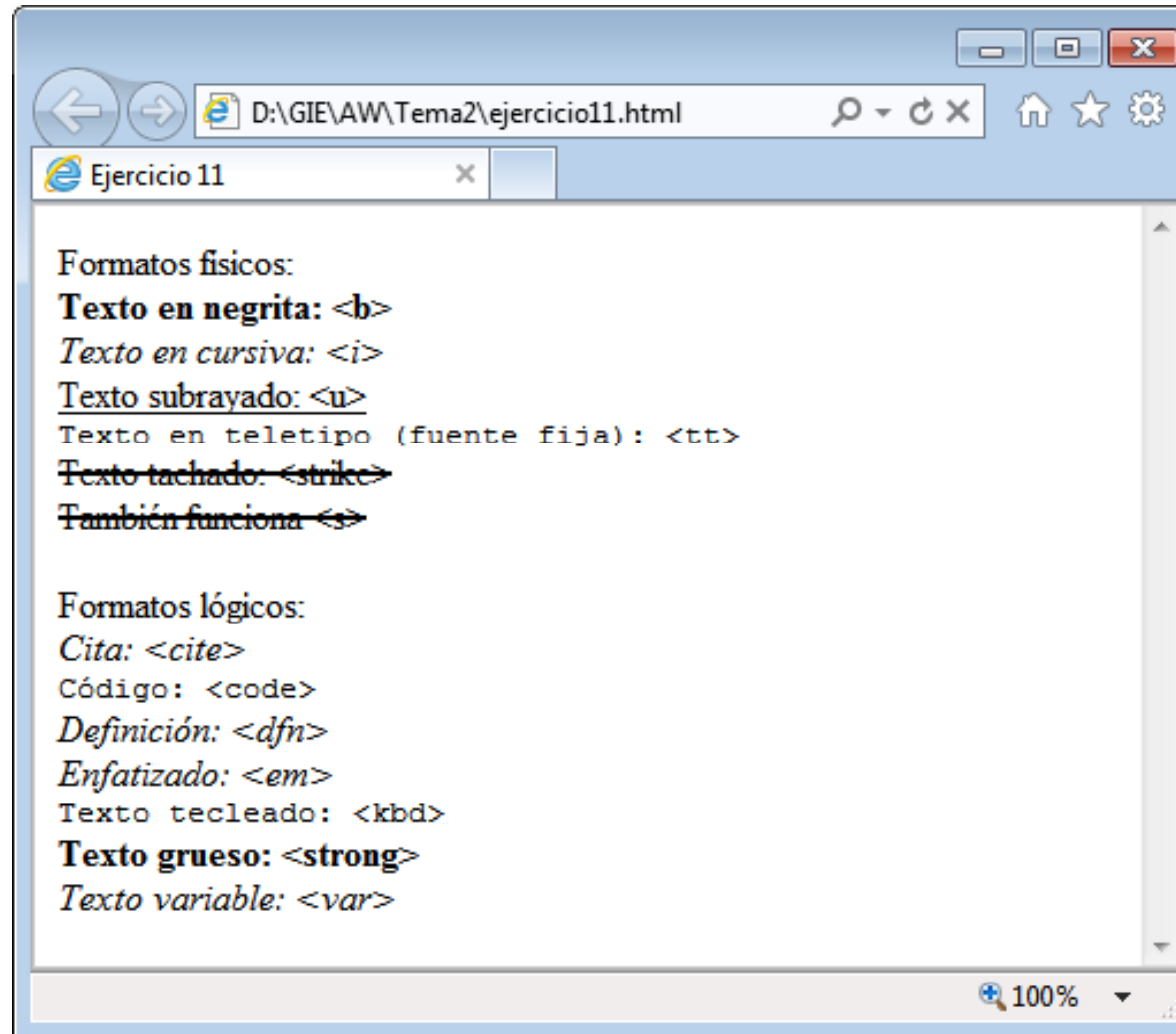 D:\GIE\AW\Tema2\ejercicio11.html
Ejercicio 11
Formatos físicos:
Texto en negrita: <b>
Texto en cursiva: <i>
Texto subrayado: <u>
Texto en teletipo (fuente fija): <tt>
Texto tachado: <strike>
También funciona <s>
Formatos lógicos:
Cita: <cite>
Código: <code>
Definición: <dfn>
Enfatizado: <em>
Texto tecleado: <kbd>
Texto grueso: <strong>
Texto variable: <var>
100%